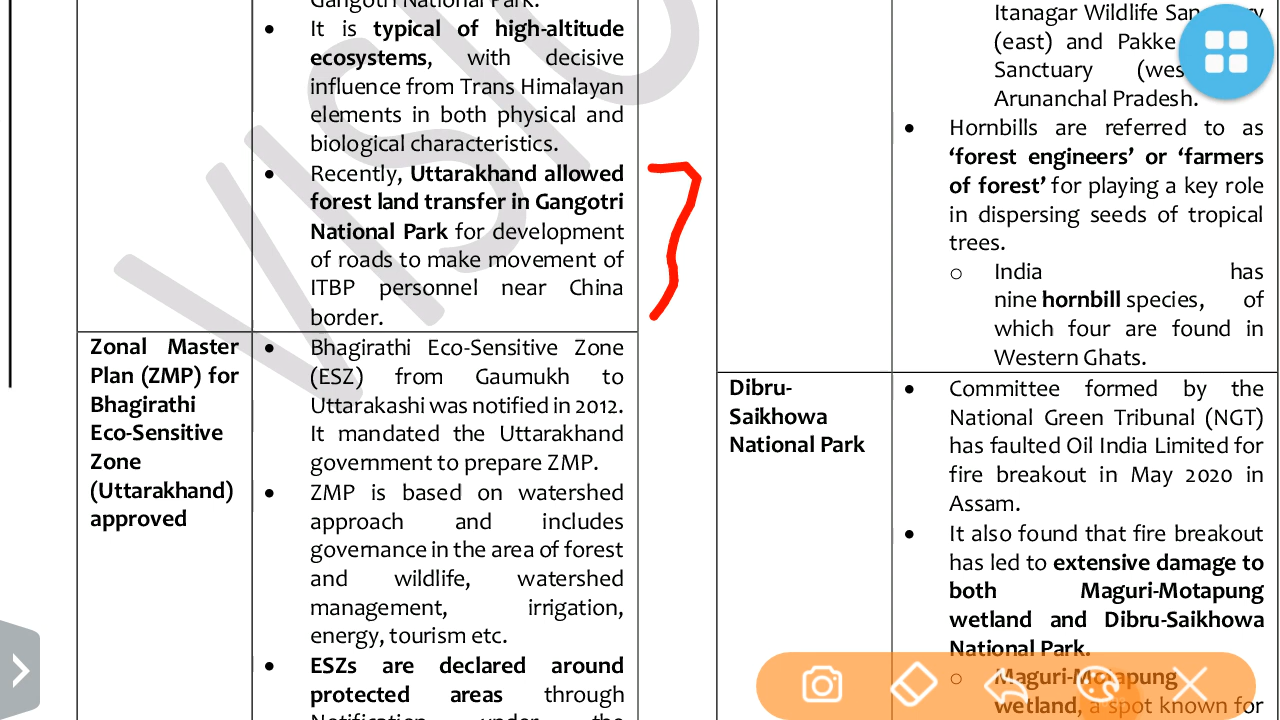 Gangotri National Park.
• It is typical of high-altitude
ecosystems, with decisive
influence from Trans Himalayan
elements in both physical and
biological characteristics.
• Recently, Uttarakhand allowed
forest land transfer in Gangotri
National Park for development
of roads to make movement of
ITBP personnel near China
border.
Zonal Master
Plan (ZMP) for
Bhagirathi
Eco-Sensitive
Zone
(Uttarakhand)
approved
• Bhagirathi Eco-Sensitive Zone
(ESZ) from Gaumukh to
Uttarakashi was notified in 2012.
It mandated the Uttarakhand
government to prepare ZMP.
• ZMP is based on watershed
approach and includes
governance in the area of forest
and wildlife, watershed
management, irrigation,
energy, tourism etc.
• ESZs are declared around
protected areas through
Notification under the
Itanagar Wildlife
(east) and Pakke
Sanctuary
Arunanchal Pradesh.
• Hornbills are referred to as
‘forest engineers’ or ‘farmers
of forest’ for playing a key role
in dispersing seeds of tropical
trees.
o India has
nine hornbill species, of
which four are found in
Western Ghats.
Dibru-
Saikhowa
National Park
• Committee formed by the
National Green Tribunal (NGT)
has faulted Oil India Limited for
fire breakout in May 2020 in
Assam.
• It also found that fire breakout
has led to extensive damage to
both Maguri-Motapung
wetland and Dibru-Saikhowa
National Park.
o Maguri-Motapung
wetland, a spot known for
VISIO